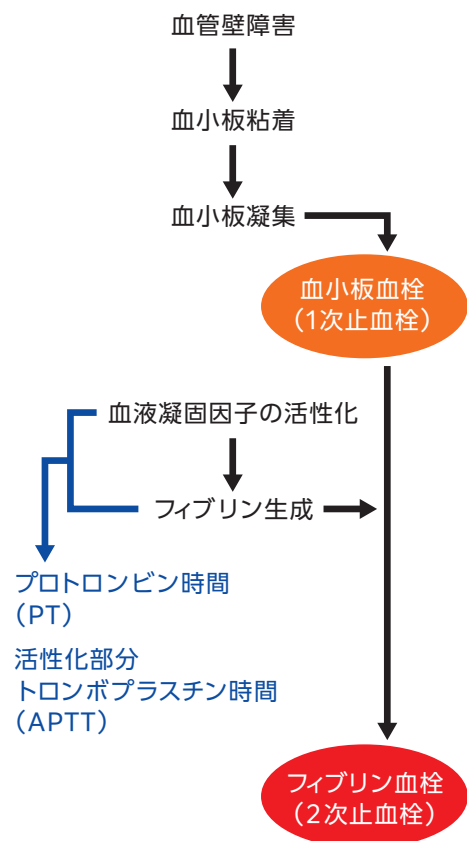 血管壁障害
血小板粘着
血小板凝集
血小板血栓
（1次止血栓）
血液凝固因子の活性化
フィブリン生成
プロトロンビン時間
（PT）
活性化部分
トロンボプラスチン時間
（APTT）
フィブリン血栓
（2次止血栓）